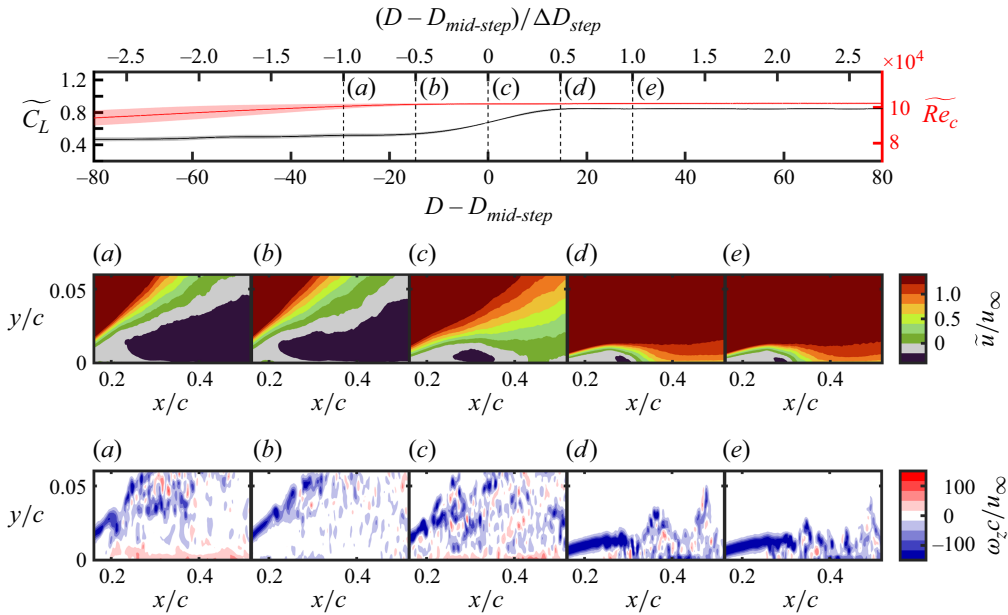 (D – D_mid-step)/ΔD_step
–2.5 –2.0 –1.5 –1.0 –0.5 0 0.5 1.0 1.5 2.0 2.5
×10⁴
1.2 (a) (b) (c) (d) (e)
C̃_L 0.8 10 R̃e_c
0.4 8
–80 –60 –40 –20 0 20 40 60 80
D – D_mid-step
(a) (b) (c) (d) (e)
0.05 1.0
y/c 0.5 ũ/u∞
0 0
0.2 0.4 0.2 0.4 0.2 0.4 0.2 0.4 0.2 0.4
x/c x/c x/c x/c x/c
(a) (b) (c) (d) (e)
0.05 100
y/c 0 ω_z c/u∞
0 –100
0.2 0.4 0.2 0.4 0.2 0.4 0.2 0.4 0.2 0.4
x/c x/c x/c x/c x/c